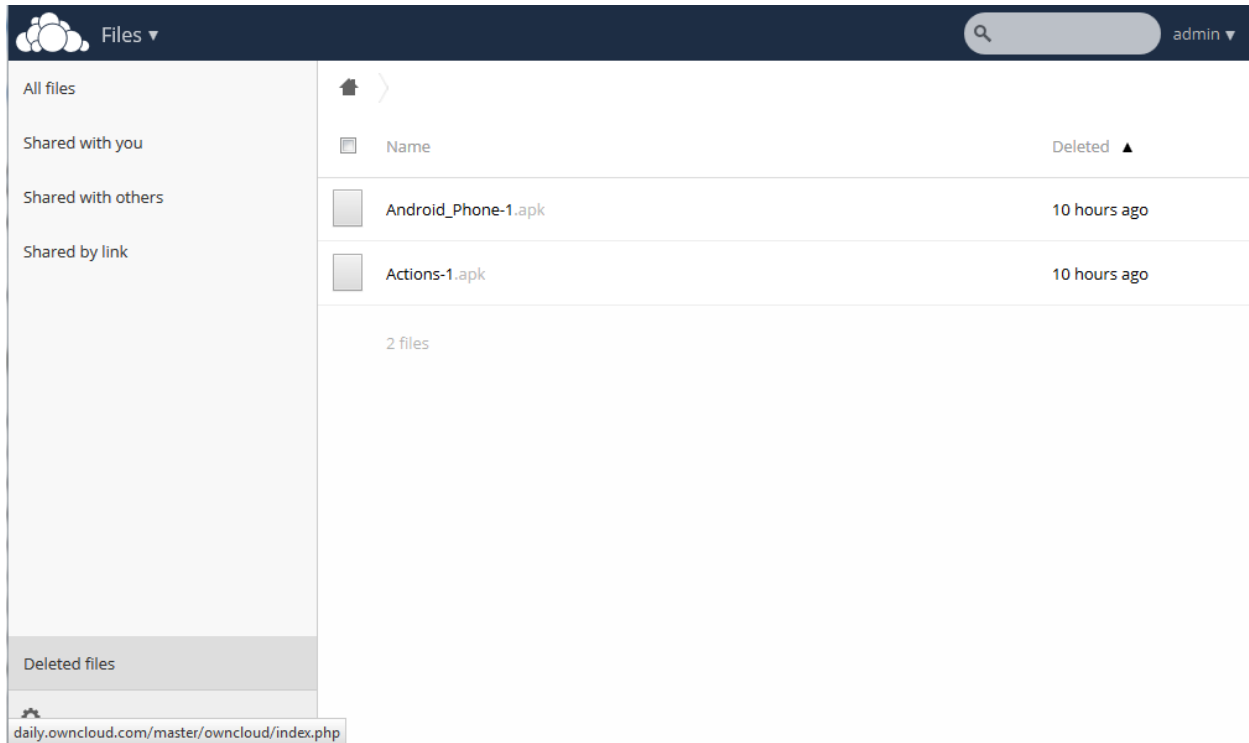 Files ▾ admin ▾
All files
Shared with you
Shared with others
Shared by link
Name Deleted ▲
Android_Phone-1.apk 10 hours ago
Actions-1.apk 10 hours ago
2 files
Deleted files
daily.owncloud.com/master/owncloud/index.php